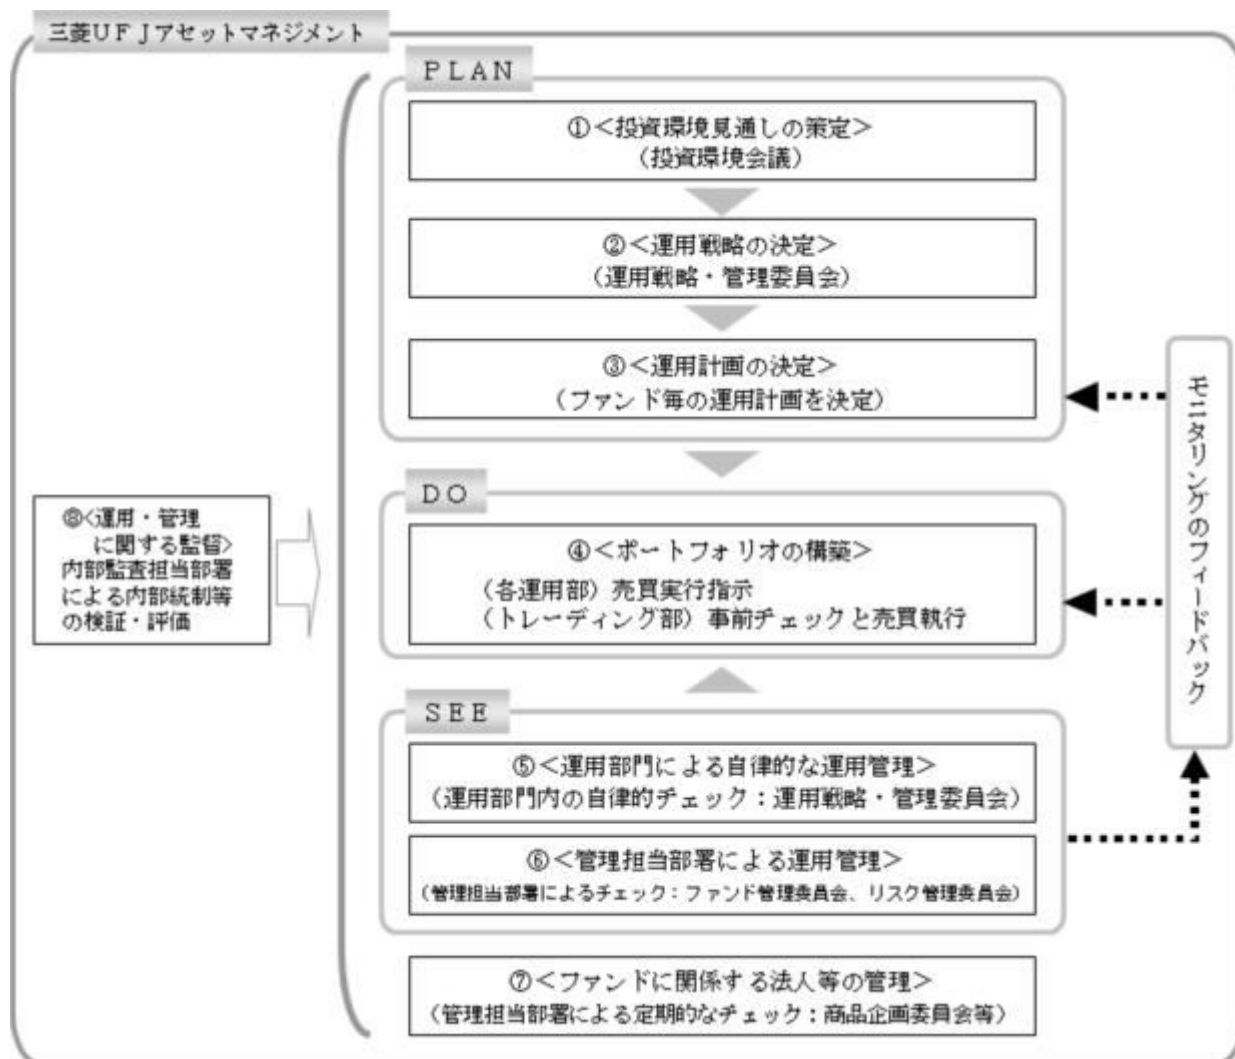 三菱UFJアセットマネジメント
PLAN
①＜投資環境見通しの策定＞
（投資環境会議）
②＜運用戦略の決定＞
（運用戦略・管理委員会）
③＜運用計画の決定＞
（ファンド毎の運用計画を決定）
DO
④＜ポートフォリオの構築＞
（各運用部）売買実行指示
（トレーディング部）事前チェックと売買執行
SEE
⑤＜運用部門による自律的な運用管理＞
（運用部門内の自律的チェック：運用戦略・管理委員会）
⑥＜管理担当部署による運用管理＞
（管理担当部署によるチェック：ファンド管理委員会、リスク管理委員会）
⑦＜ファンドに関係する法人等の管理＞
（管理担当部署による定期的なチェック：商品企画委員会等）
⑧＜運用・管理
に関する監督＞
内部監査担当部署
による内部統制等
の検証・評価
モニタリングのフィードバック